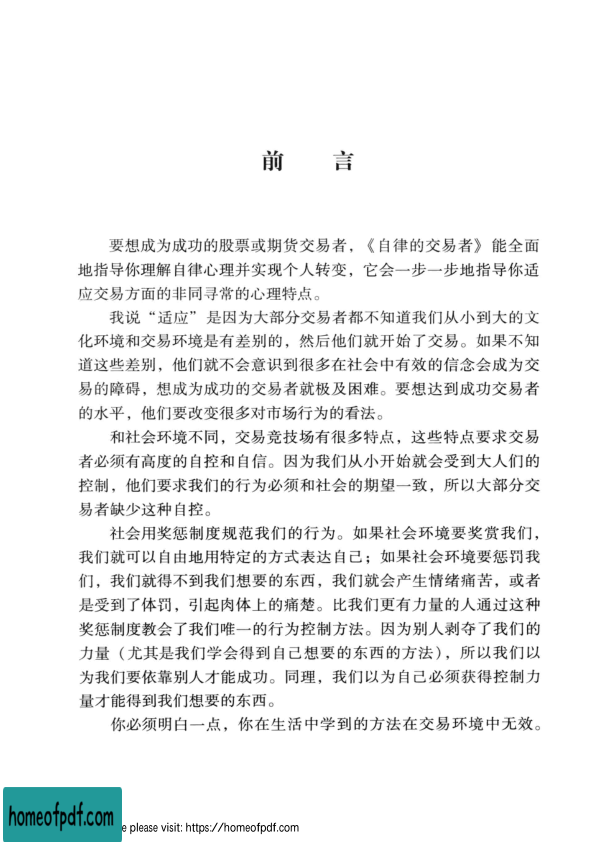 前 言
要想成为成功的股票或期货交易者，《自律的交易者》能全面
地指导你理解自律心理并实现个人转变，它会一步一步地指导你适
应交易方面的非同寻常的心理特点。
我说“适应”是因为大部分交易者都不知道我们从小到大的文
化环境和交易环境是有差别的，然后他们就开始了交易。如果不知
道这些差别，他们就不会意识到很多在社会中有效的信念会成为交
易的障碍，想成为成功的交易者就极及困难。要想达到成功交易者
的水平，他们要改变很多对市场行为的看法。
和社会环境不同，交易竞技场有很多特点，这些特点要求交易
者必须有高度的自控和自信。因为我们从小开始就会受到大人们的
控制，他们要求我们的行为必须和社会的期望一致，所以大部分交
易者缺少这种自控。
社会用奖惩制度规范我们的行为。如果社会环境要奖赏我们，
我们就可以自由地用特定的方式表达自己；如果社会环境要惩罚我
们，我们就得不到我们想要的东西，我们就会产生情绪痛苦，或者
是受到了体罚，引起肉体上的痛楚。比我们更有力量的人通过这种
奖惩制度教会了我们唯一的行为控制方法。因为别人剥夺了我们的
力量（尤其是我们学会得到自己想要的东西的方法），所以我们以
为我们要依靠别人才能成功。同理，我们以为自己必须获得控制力
量才能得到我们想要的东西。
你必须明白一点，你在生活中学到的方法在交易环境中无效。
homeofpdf.com
e please visit: https://homeofpdf.com